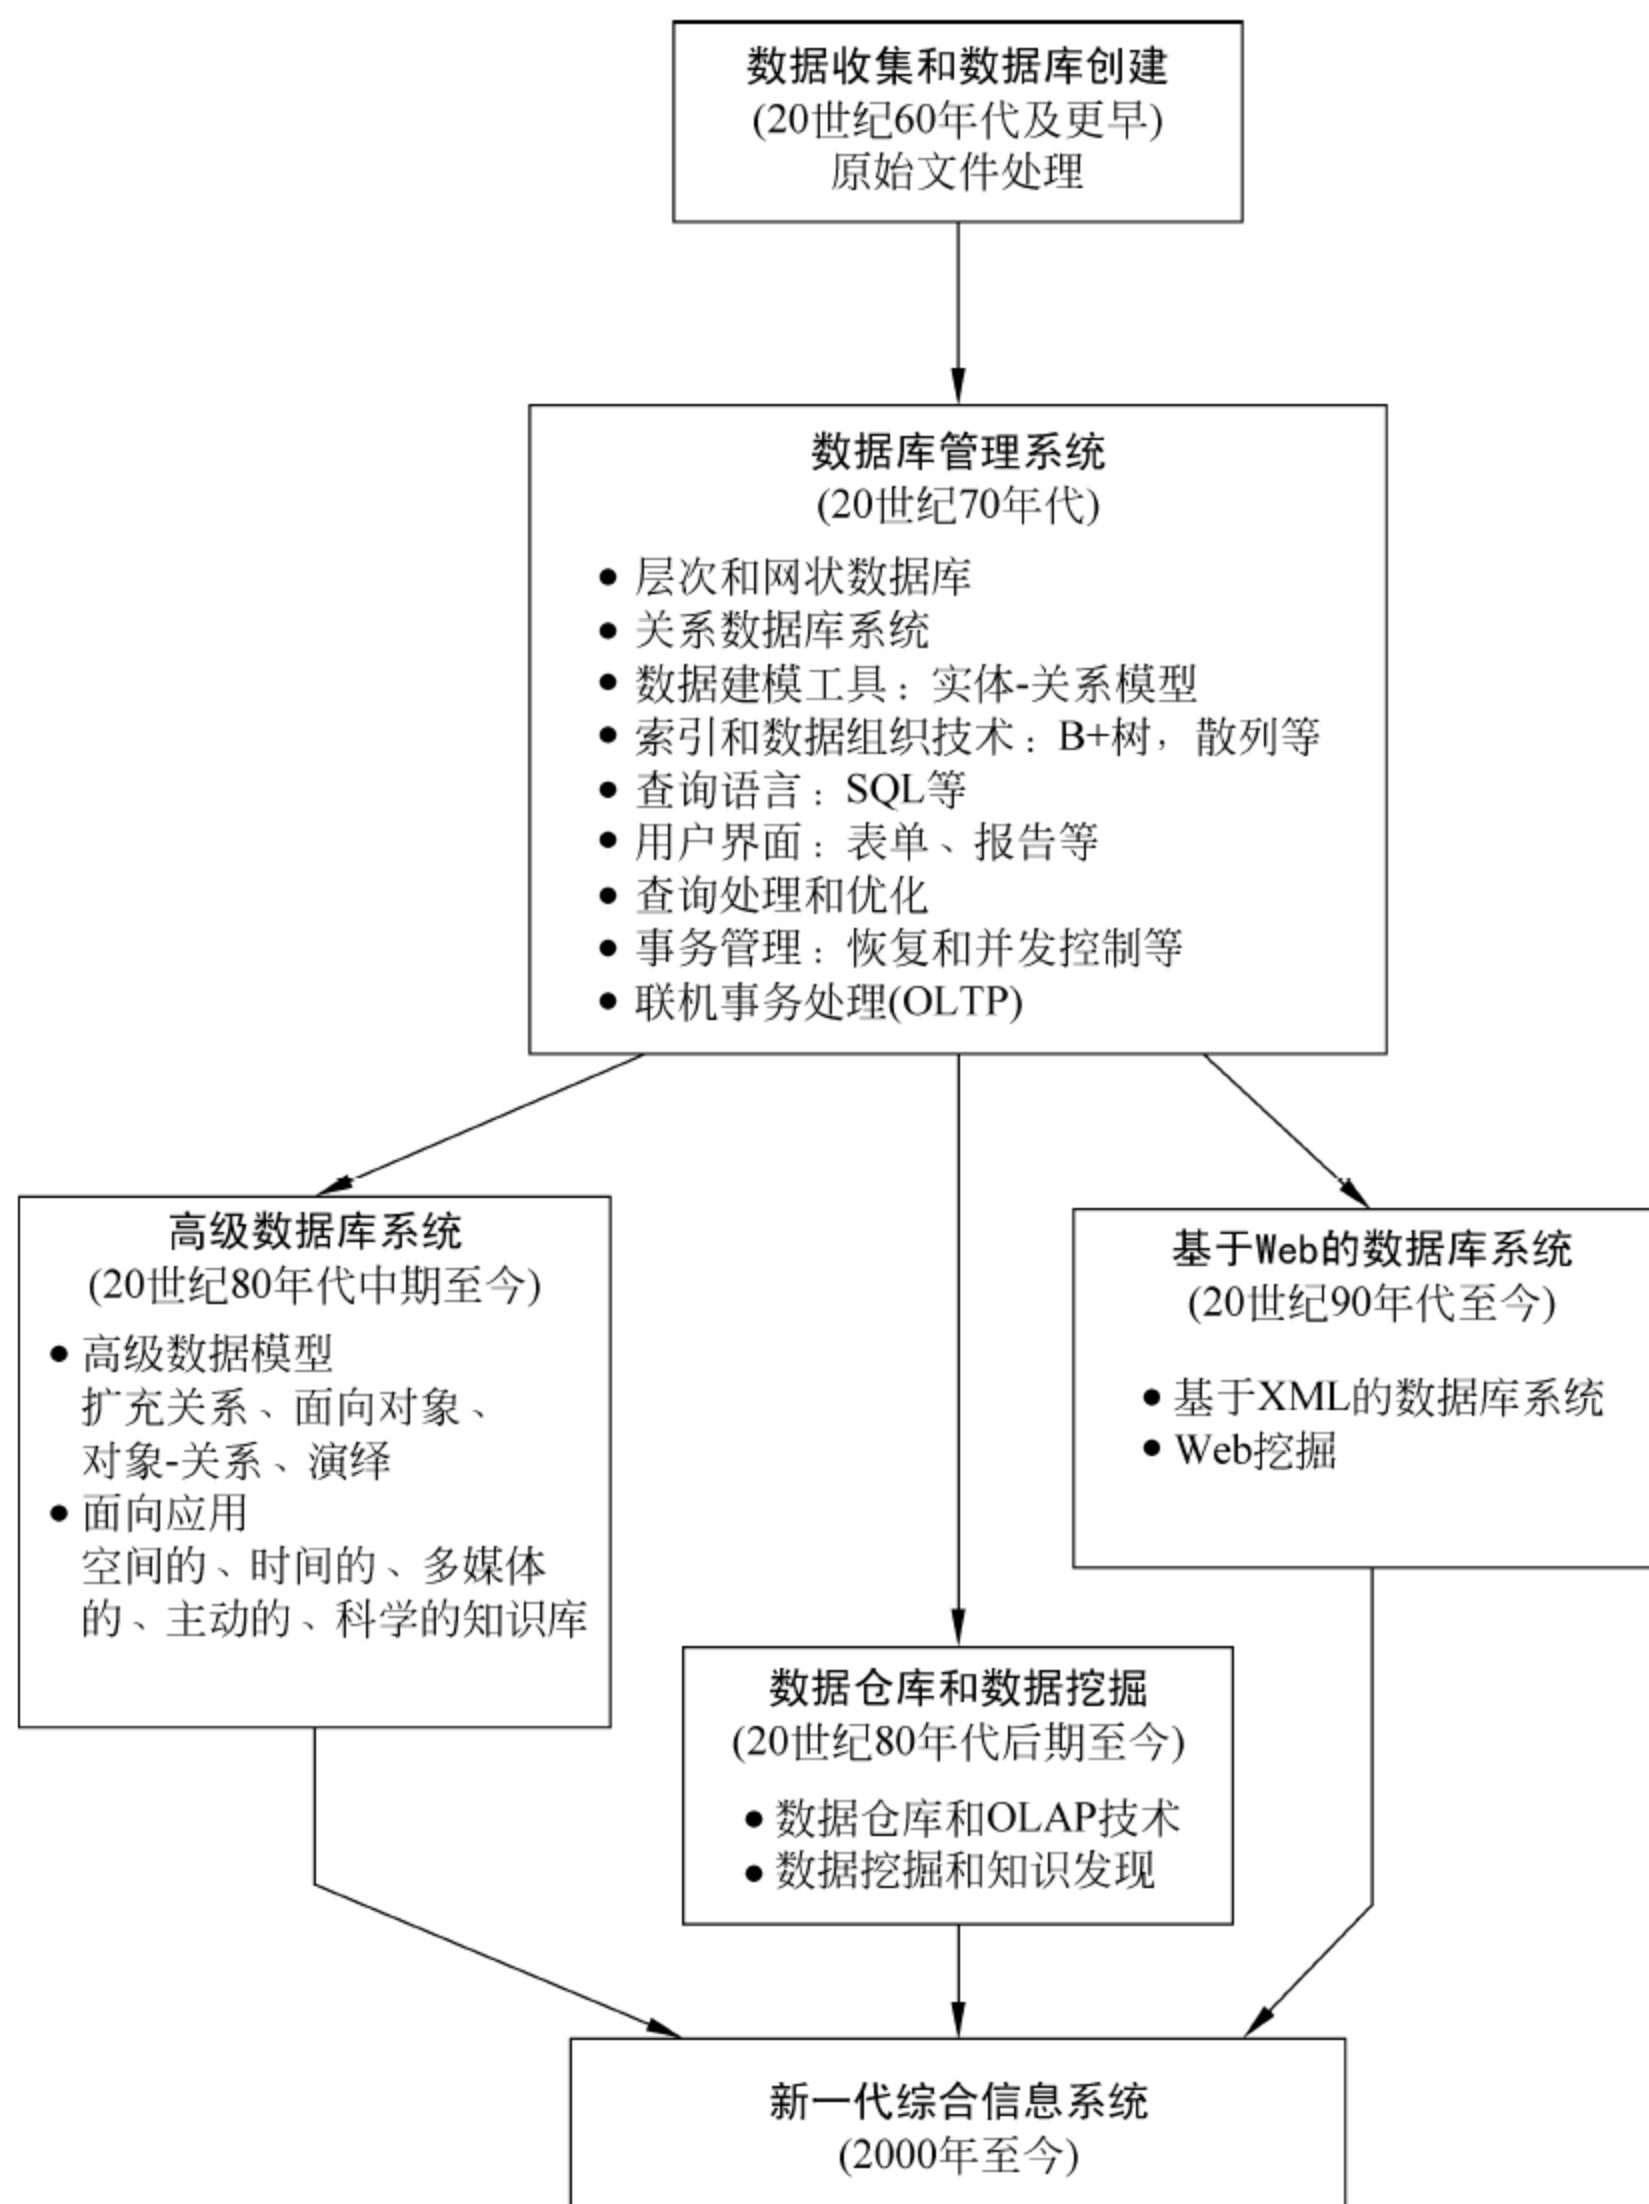 数据收集和数据库创建
(20世纪60年代及更早)
原始文件处理
数据库管理系统
(20世纪70年代)
● 层次和网状数据库
● 关系数据库系统
● 数据建模工具：实体-关系模型
● 索引和数据组织技术：B+树，散列等
● 查询语言：SQL等
● 用户界面：表单、报告等
● 查询处理和优化
● 事务管理：恢复和并发控制等
● 联机事务处理(OLTP)
高级数据库系统
(20世纪80年代中期至今)
● 高级数据模型
扩充关系、面向对象、
对象-关系、演绎
● 面向应用
空间的、时间的、多媒体
的、主动的、科学的知识库
基于Web的数据库系统
(20世纪90年代至今)
● 基于XML的数据库系统
● Web挖掘
数据仓库和数据挖掘
(20世纪80年代后期至今)
● 数据仓库和OLAP技术
● 数据挖掘和知识发现
新一代综合信息系统
(2000年至今)